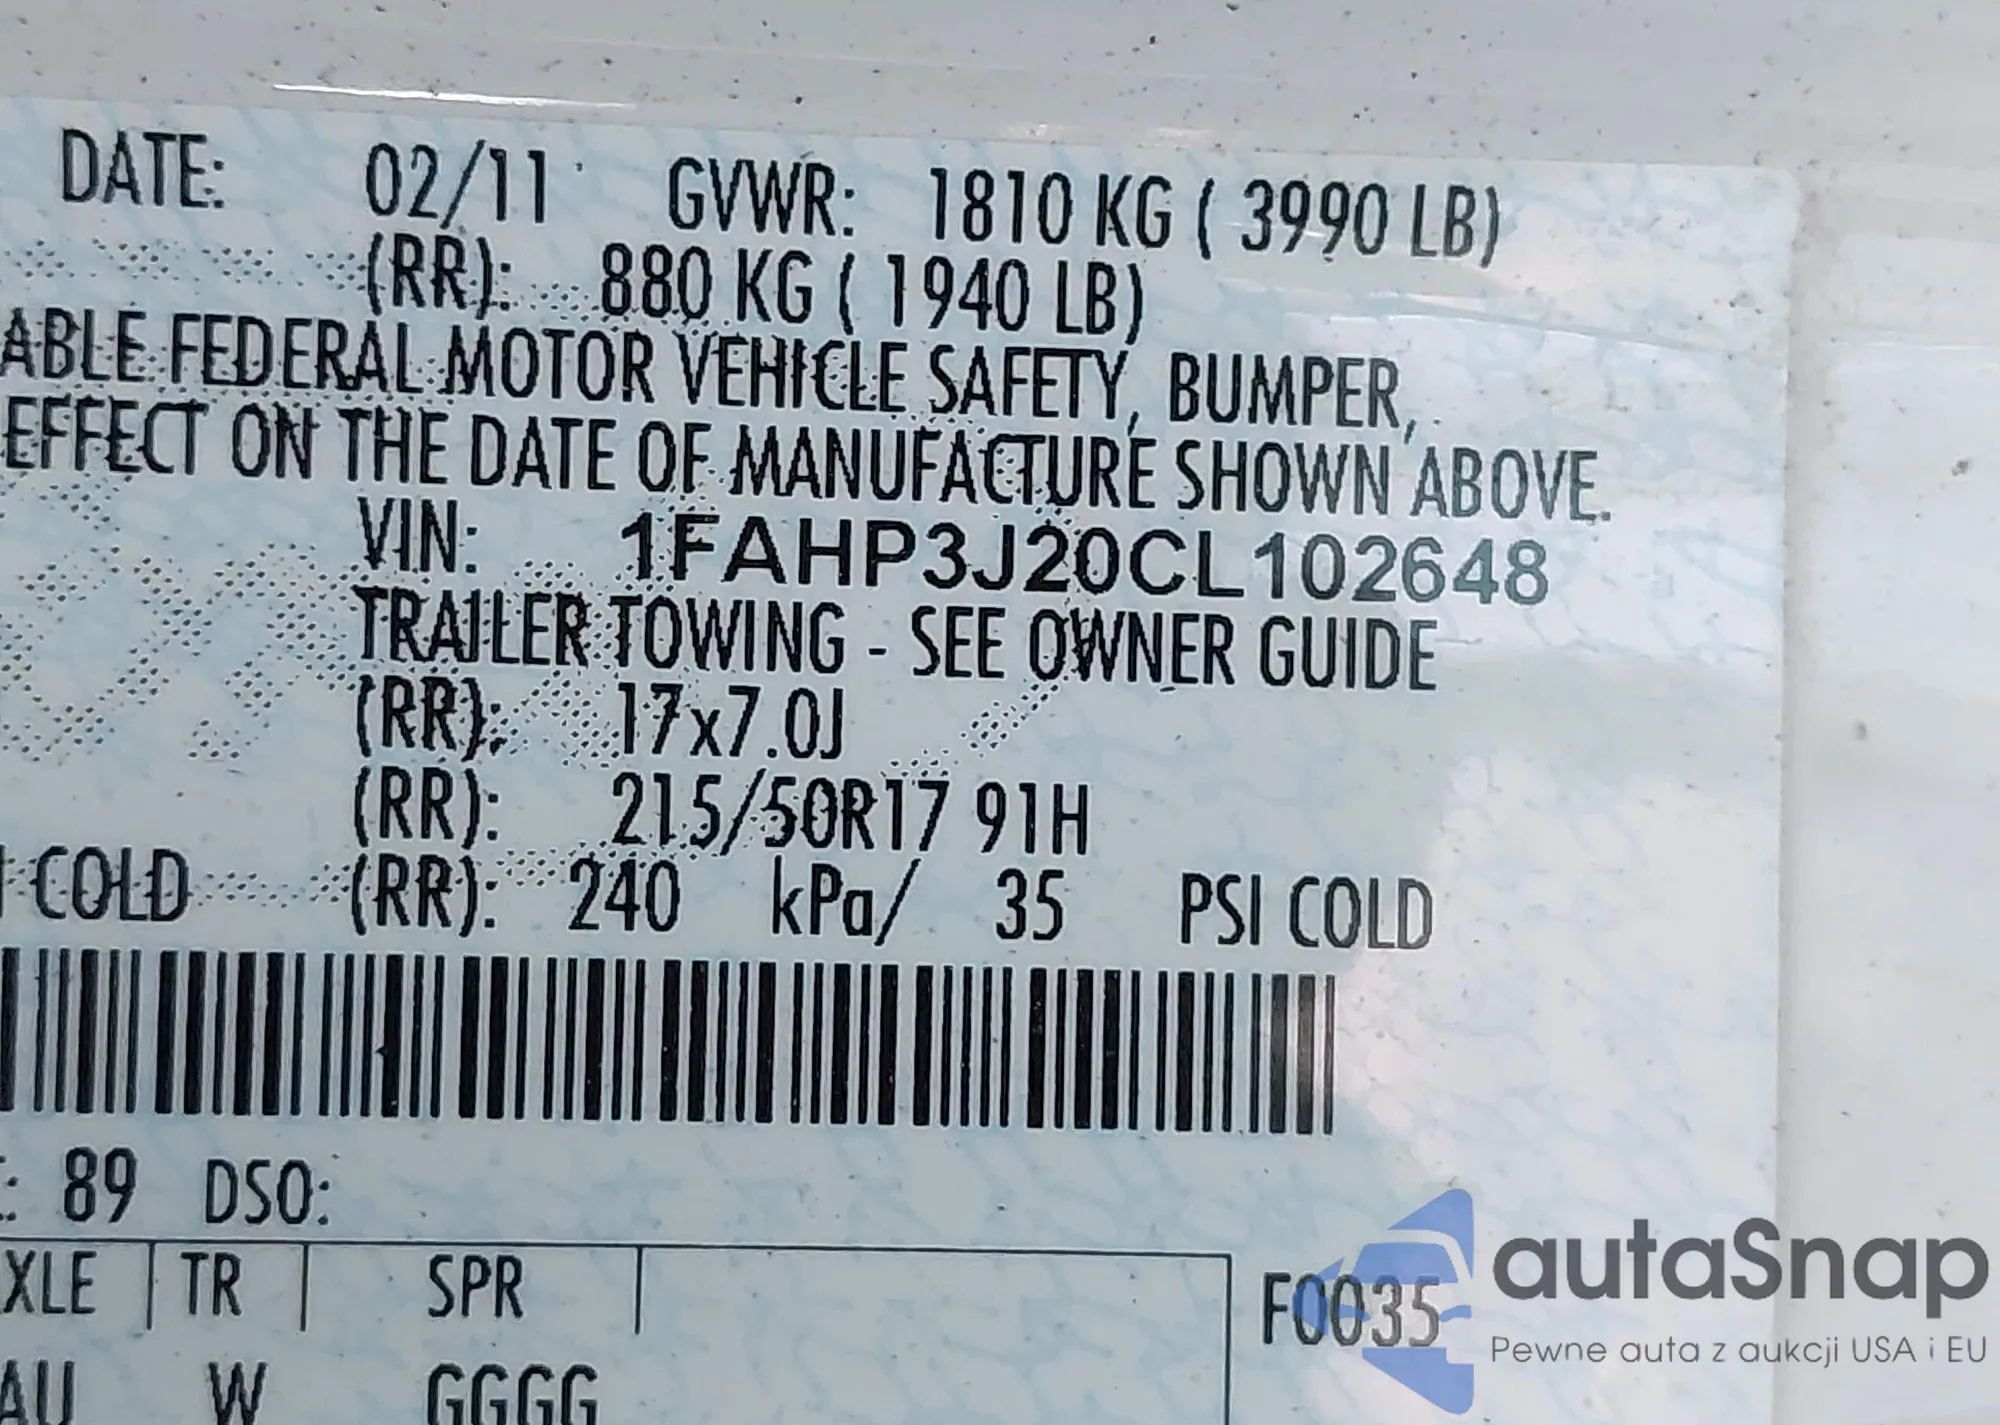 DATE: 02/11 GVWR: 1810 KG ( 3990 LB)
(RR): 880 KG ( 1940 LB)
ABLE FEDERAL MOTOR VEHICLE SAFETY, BUMPER,
EFFECT ON THE DATE OF MANUFACTURE SHOWN ABOVE.
VIN: 1FAHP3J20CL102648
TRAILER TOWING - SEE OWNER GUIDE
(RR): 17x7.0J
(RR): 215/50R17 91H
COLD (RR): 240 kPa/ 35 PSI COLD
: 89 DSO:
XLE TR SPR
F0035
AU W GGGG
autaSnap
Pewne auta z aukcji USA i EU